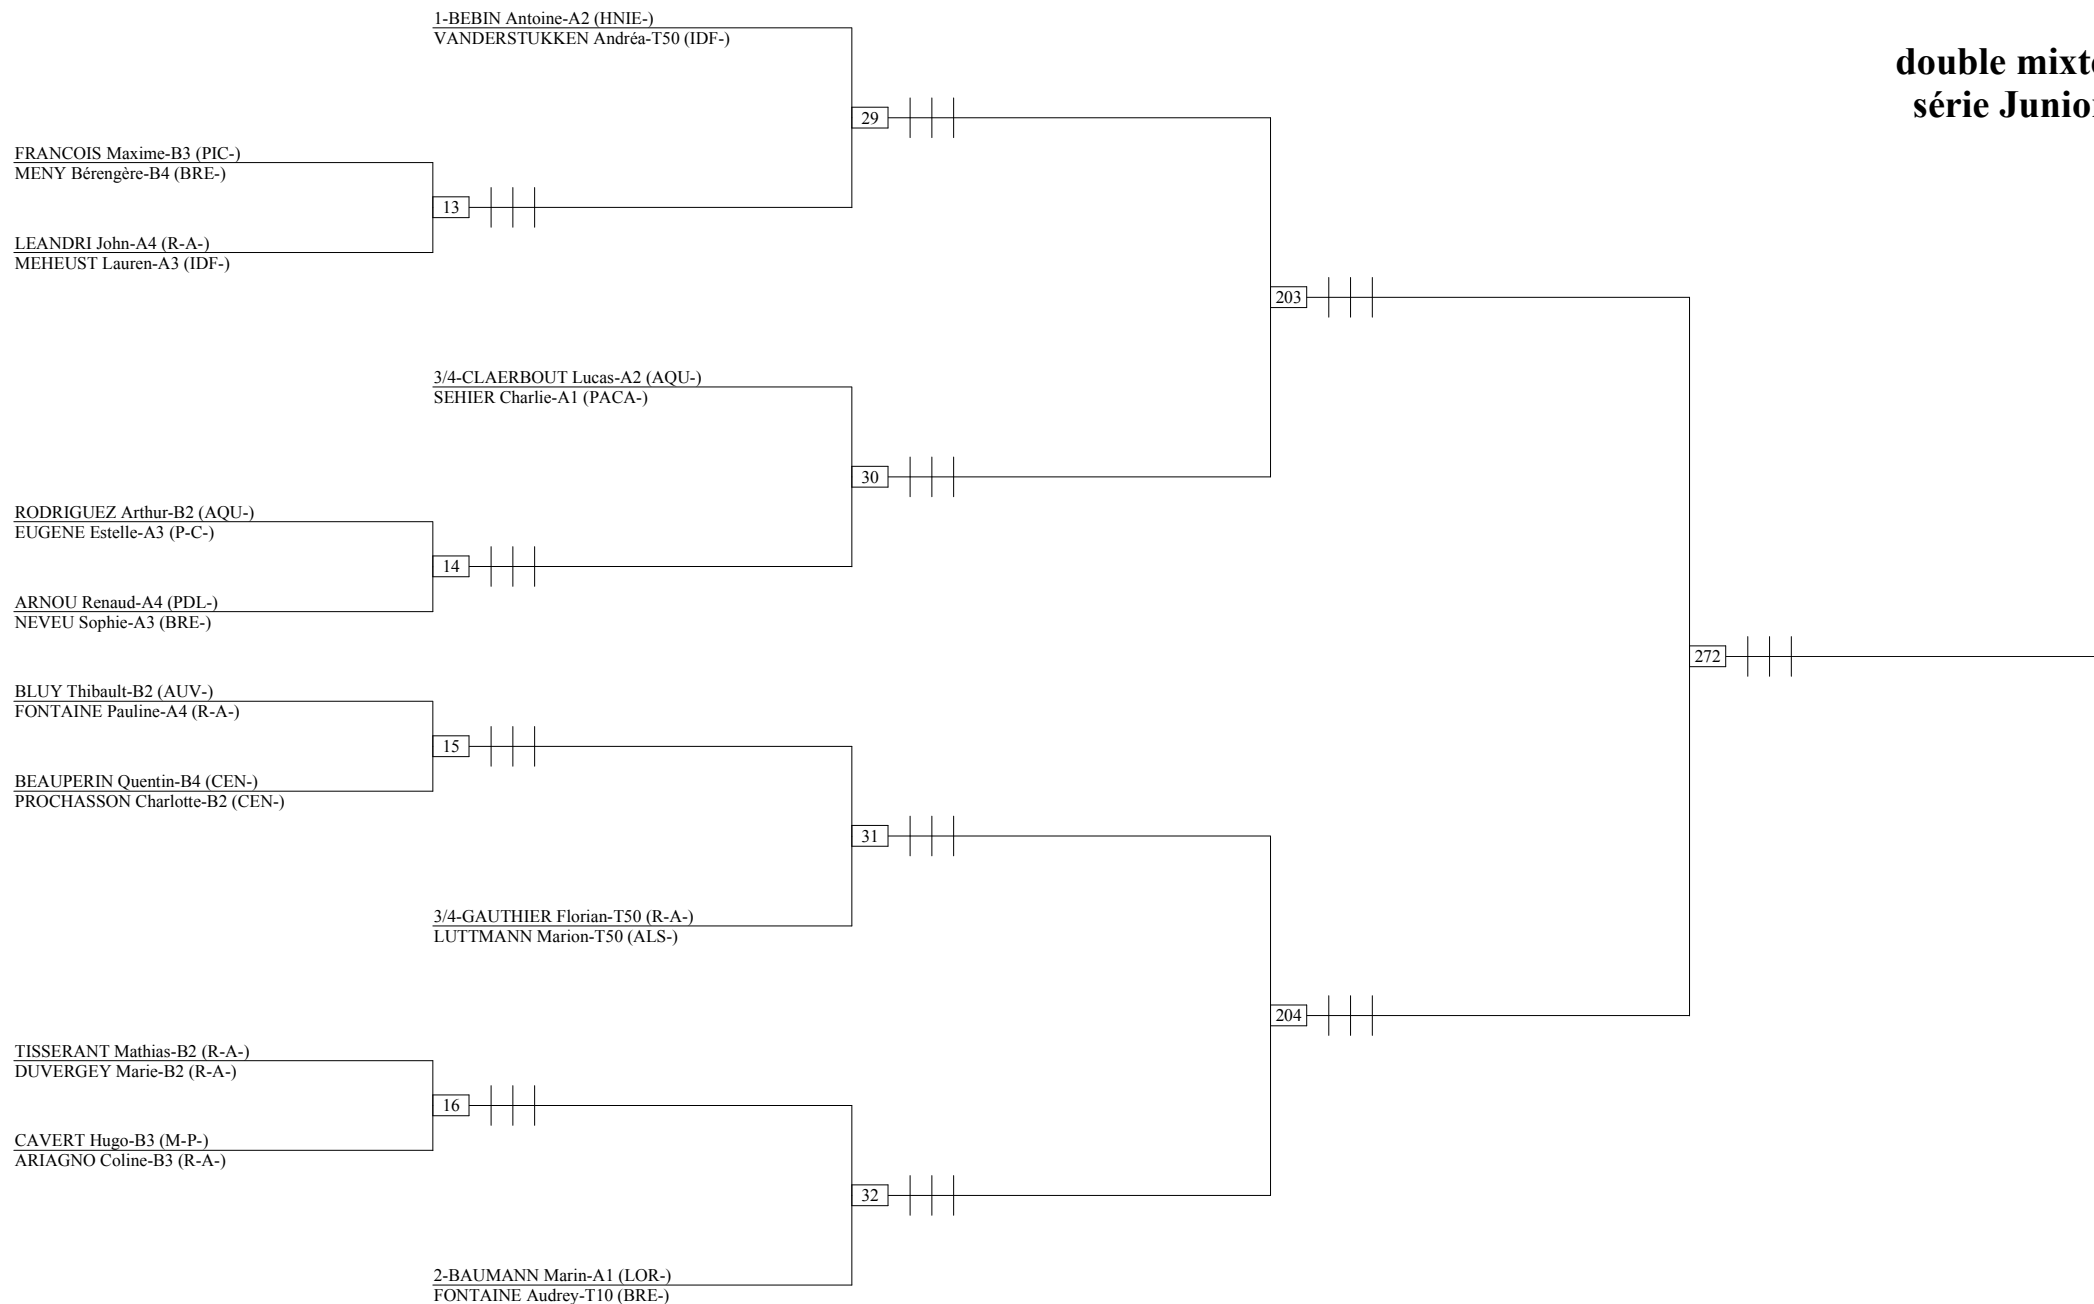 1-BEBIN Antoine-A2 (HNIE-)
VANDERSTUKKEN Andréa-T50 (IDF-)
double mixte
série Junior
29
FRANCOIS Maxime-B3 (PIC-)
MENY Bérengère-B4 (BRE-)
13
LEANDRI John-A4 (R-A-)
MEHEUST Lauren-A3 (IDF-)
203
3/4-CLAERBOUT Lucas-A2 (AQU-)
SEHIER Charlie-A1 (PACA-)
30
RODRIGUEZ Arthur-B2 (AQU-)
EUGENE Estelle-A3 (P-C-)
14
ARNOU Renaud-A4 (PDL-)
NEVEU Sophie-A3 (BRE-)
272
BLUY Thibault-B2 (AUV-)
FONTAINE Pauline-A4 (R-A-)
15
BEAUPERIN Quentin-B4 (CEN-)
PROCHASSON Charlotte-B2 (CEN-)
31
3/4-GAUTHIER Florian-T50 (R-A-)
LUTTMANN Marion-T50 (ALS-)
204
TISSERANT Mathias-B2 (R-A-)
DUVERGEY Marie-B2 (R-A-)
16
CAVERT Hugo-B3 (M-P-)
ARIAGNO Coline-B3 (R-A-)
32
2-BAUMANN Marin-A1 (LOR-)
FONTAINE Audrey-T10 (BRE-)